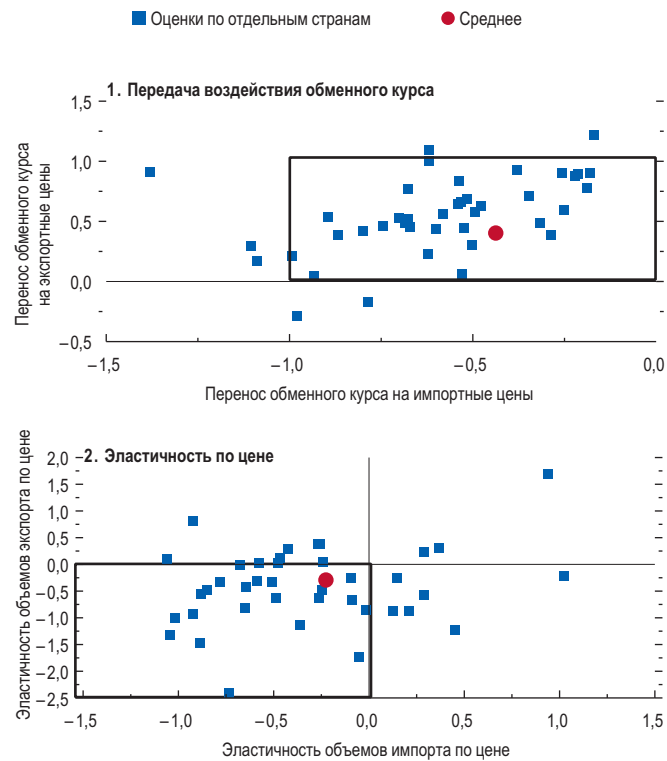 Оценки по отдельным странам Среднее
1. Передача воздействия обменного курса
Перенос обменного курса
на экспортные цены
1,5
1,0
0,5
0,0
–0,5
–1,5 –1,0 –0,5 0,0
Перенос обменного курса на импортные цены
2. Эластичность по цене
Эластичность объемов экспорта по цене
2,0
1,5
1,0
0,5
0,0
–0,5
–1,0
–1,5
–2,0
–2,5
–1,5 –1,0 –0,5 0,0 0,5 1,0 1,5
Эластичность объемов импорта по цене